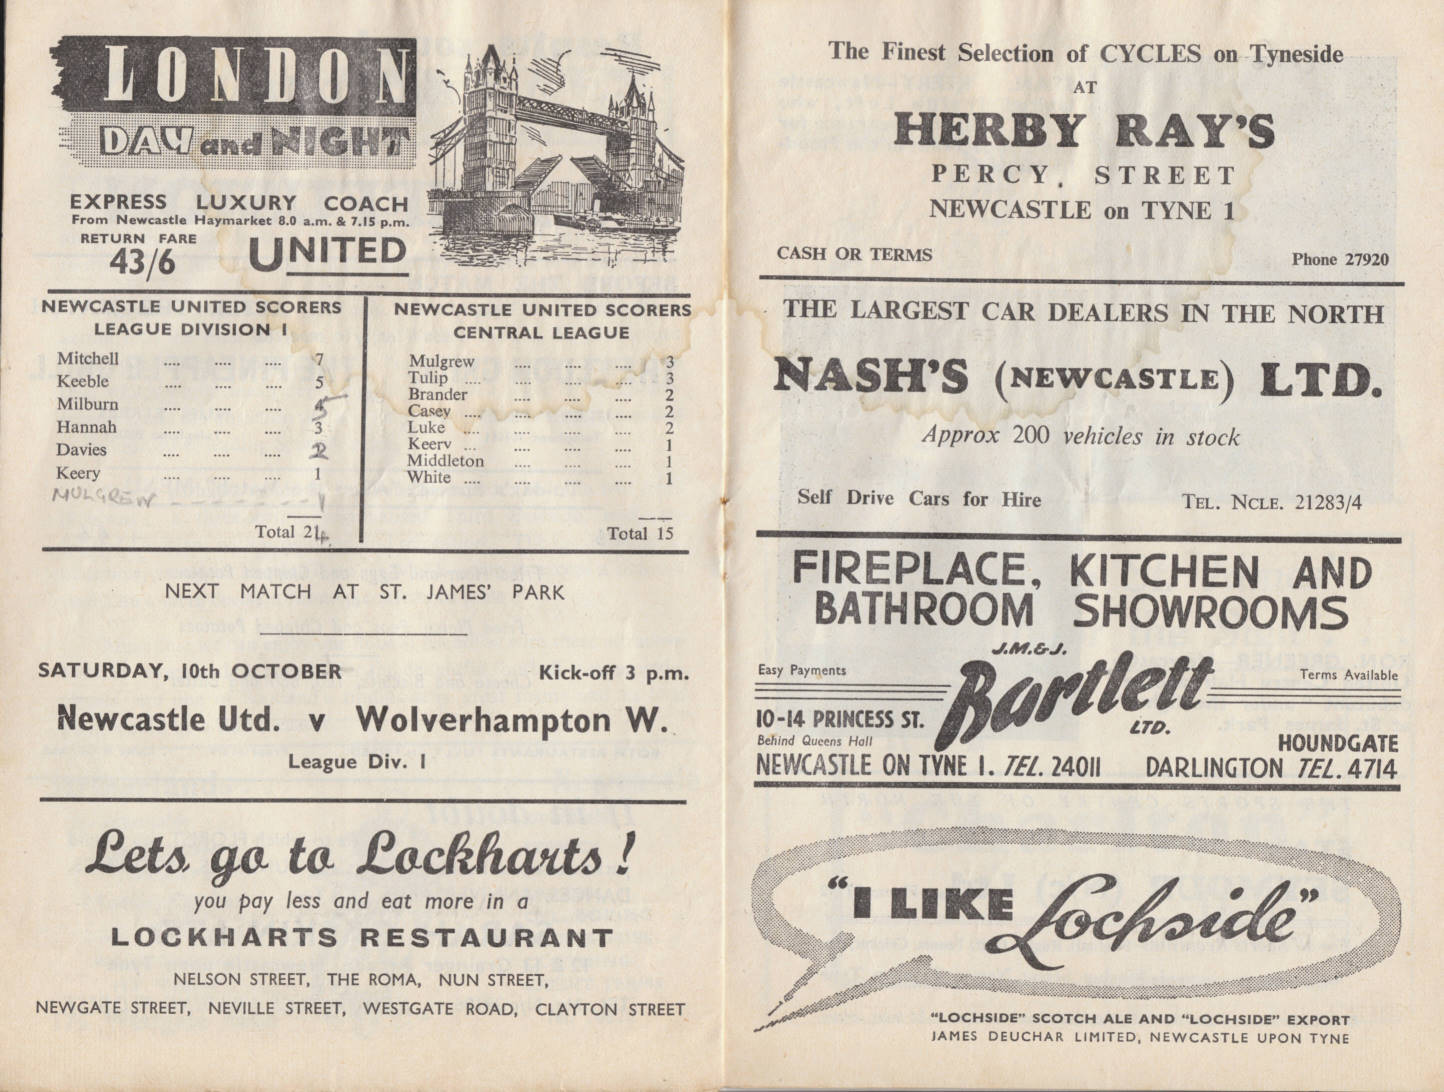 LONDON
DAY and NIGHT
EXPRESS LUXURY COACH
From Newcastle Haymarket 8.0 a.m. & 7.15 p.m.
RETURN FARE
43/6
UNITED
NEWCASTLE UNITED SCORERS
LEAGUE DIVISION I
Mitchell .... .... .... 7
Keeble .... .... .... 5
Milburn .... .... .... 5
Hannah .... .... .... 3
Davies .... .... .... 2
Keery .... .... .... 1
MULGREW - - - - - - - 1
Total 24
NEWCASTLE UNITED SCORERS
CENTRAL LEAGUE
Mulgrew .... .... .... 3
Tulip .... .... .... .... 3
Brander .... .... .... 2
Casey .... .... .... .... 2
Luke .... .... .... .... 2
Keery ... .... .... .... 1
Middleton .... .... .... 1
White .... .... .... .... 1
Total 15
NEXT MATCH AT ST. JAMES' PARK
SATURDAY, 10th OCTOBER Kick-off 3 p.m.
Newcastle Utd. v Wolverhampton W.
League Div. I
Lets go to Lockharts!
you pay less and eat more in a
LOCKHARTS RESTAURANT
NELSON STREET, THE ROMA, NUN STREET,
NEWGATE STREET, NEVILLE STREET, WESTGATE ROAD, CLAYTON STREET
The Finest Selection of CYCLES on Tyneside
AT
HERBY RAY'S
PERCY. STREET
NEWCASTLE on TYNE 1
CASH OR TERMS Phone 27920
THE LARGEST CAR DEALERS IN THE NORTH
NASH'S (NEWCASTLE) LTD.
Approx 200 vehicles in stock
Self Drive Cars for Hire TEL. NCLE. 21283/4
FIREPLACE, KITCHEN AND
BATHROOM SHOWROOMS
J.M.&J.
Easy Payments Bartlett Terms Available
LTD.
10-14 PRINCESS ST.
Behind Queens Hall HOUNDGATE
NEWCASTLE ON TYNE 1. TEL. 24011 DARLINGTON TEL. 4714
"I LIKE Lochside"
"LOCHSIDE" SCOTCH ALE AND "LOCHSIDE" EXPORT
JAMES DEUCHAR LIMITED, NEWCASTLE UPON TYNE